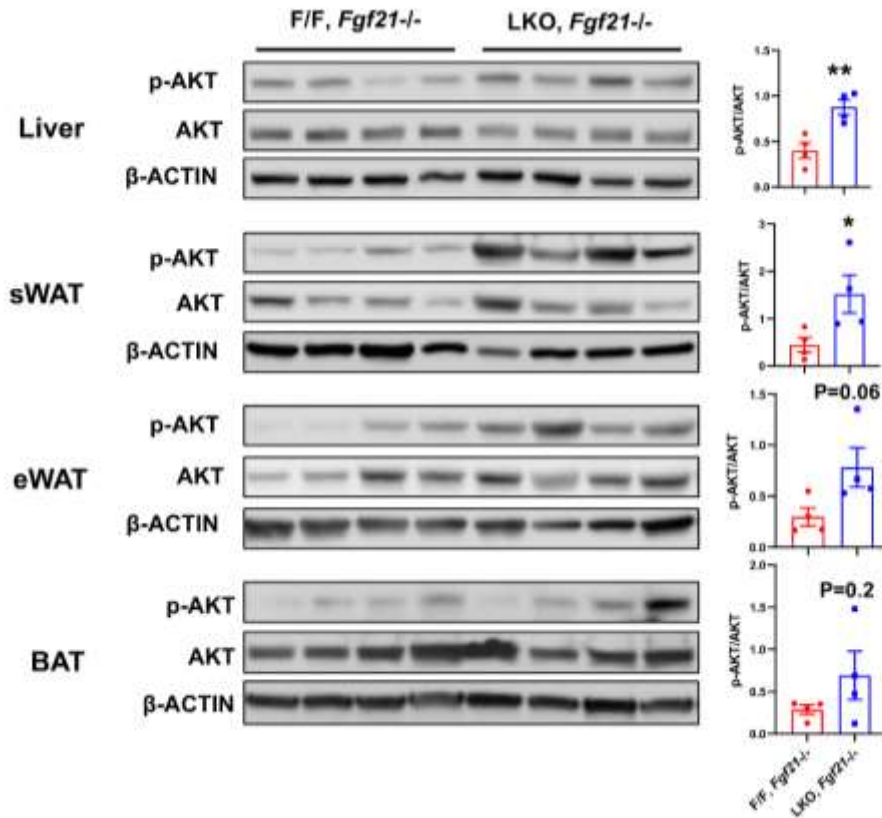 F/F, Fgf21-/- LKO, Fgf21-/-
Liver
p-AKT
AKT
β-ACTIN
p-AKT/AKT
1.5
1.0
0.5
0.0
**
sWAT
p-AKT
AKT
β-ACTIN
p-AKT/AKT
3
2
1
0
*
eWAT
p-AKT
AKT
β-ACTIN
p-AKT/AKT
1.5
1.0
0.5
0.0
P=0.06
BAT
p-AKT
AKT
β-ACTIN
p-AKT/AKT
2.0
1.5
1.0
0.5
0.0
P=0.2
F/F, Fgf21-/-
LKO, Fgf21-/-